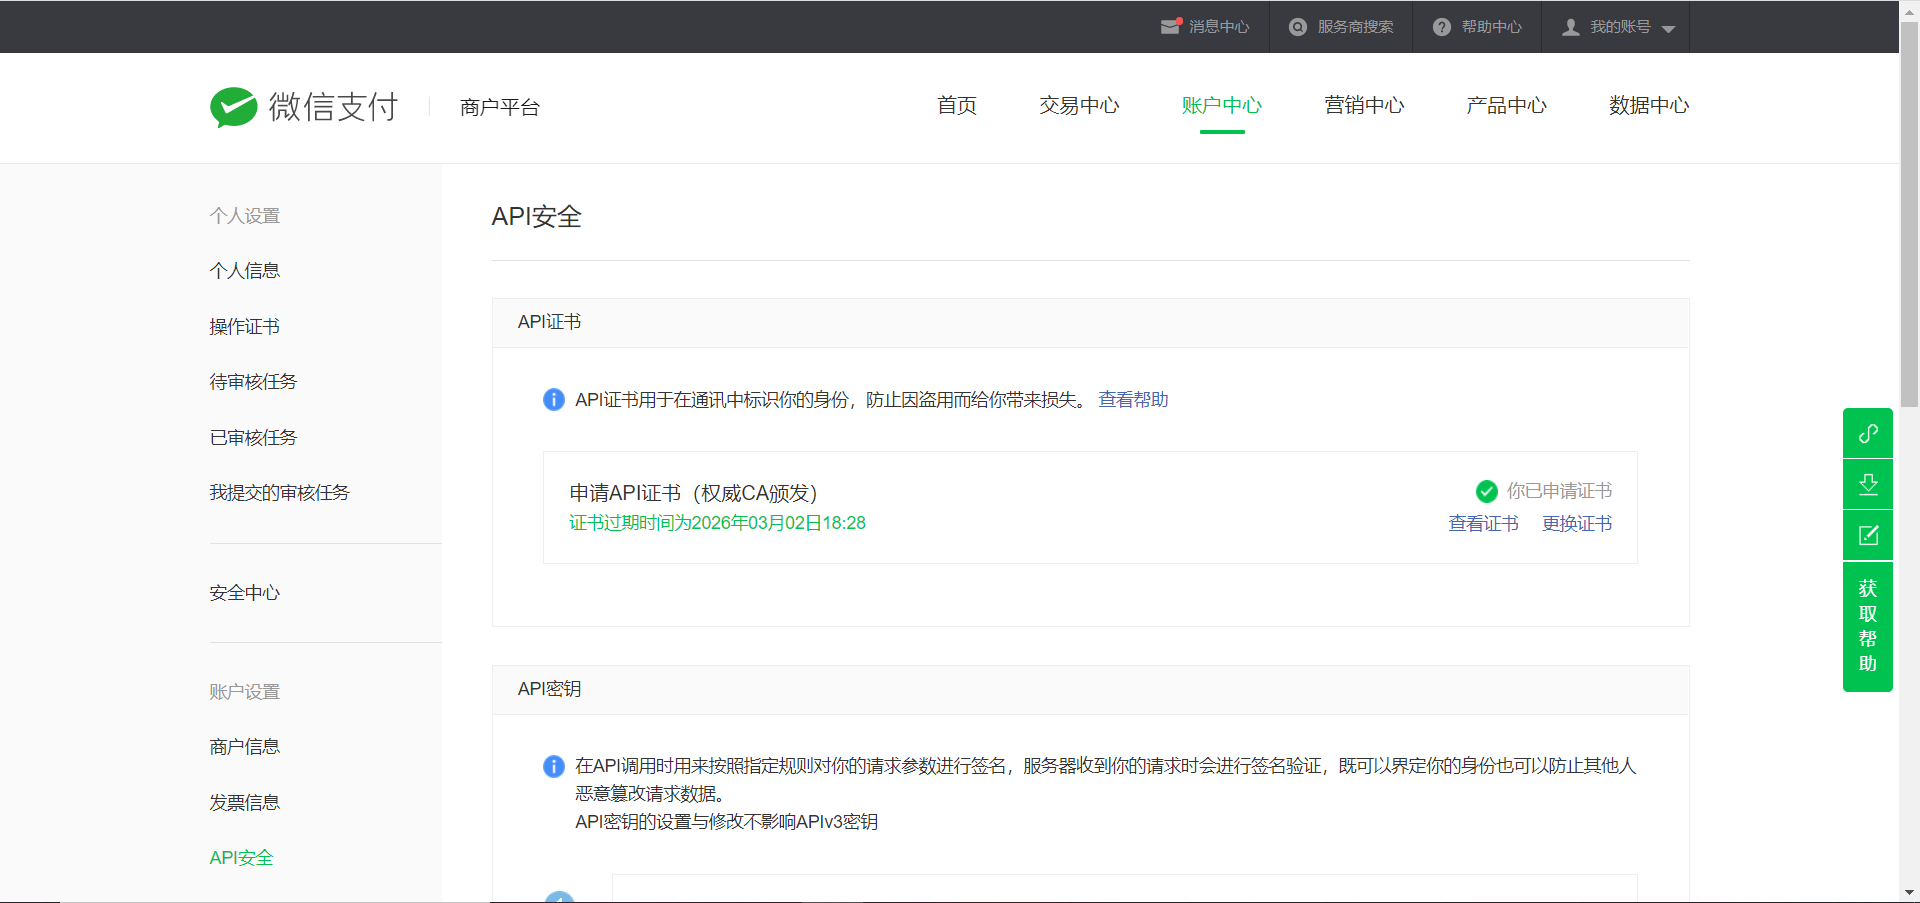 消息中心
服务商搜索
帮助中心
我的账号
微信支付
商户平台
首页
交易中心
账户中心
营销中心
产品中心
数据中心
个人设置
个人信息
操作证书
待审核任务
已审核任务
我提交的审核任务
安全中心
账户设置
商户信息
发票信息
API安全
API安全
API证书
API证书用于在通讯中标识你的身份，防止因盗用而给你带来损失。 查看帮助
申请API证书（权威CA颁发）
你已申请证书
证书过期时间为2026年03月02日18:28
查看证书 更换证书
API密钥
在API调用时用来按照指定规则对你的请求参数进行签名，服务器收到你的请求时会进行签名验证，既可以界定你的身份也可以防止其他人
恶意篡改请求数据。
API密钥的设置与修改不影响APIv3密钥
获
取
帮
助